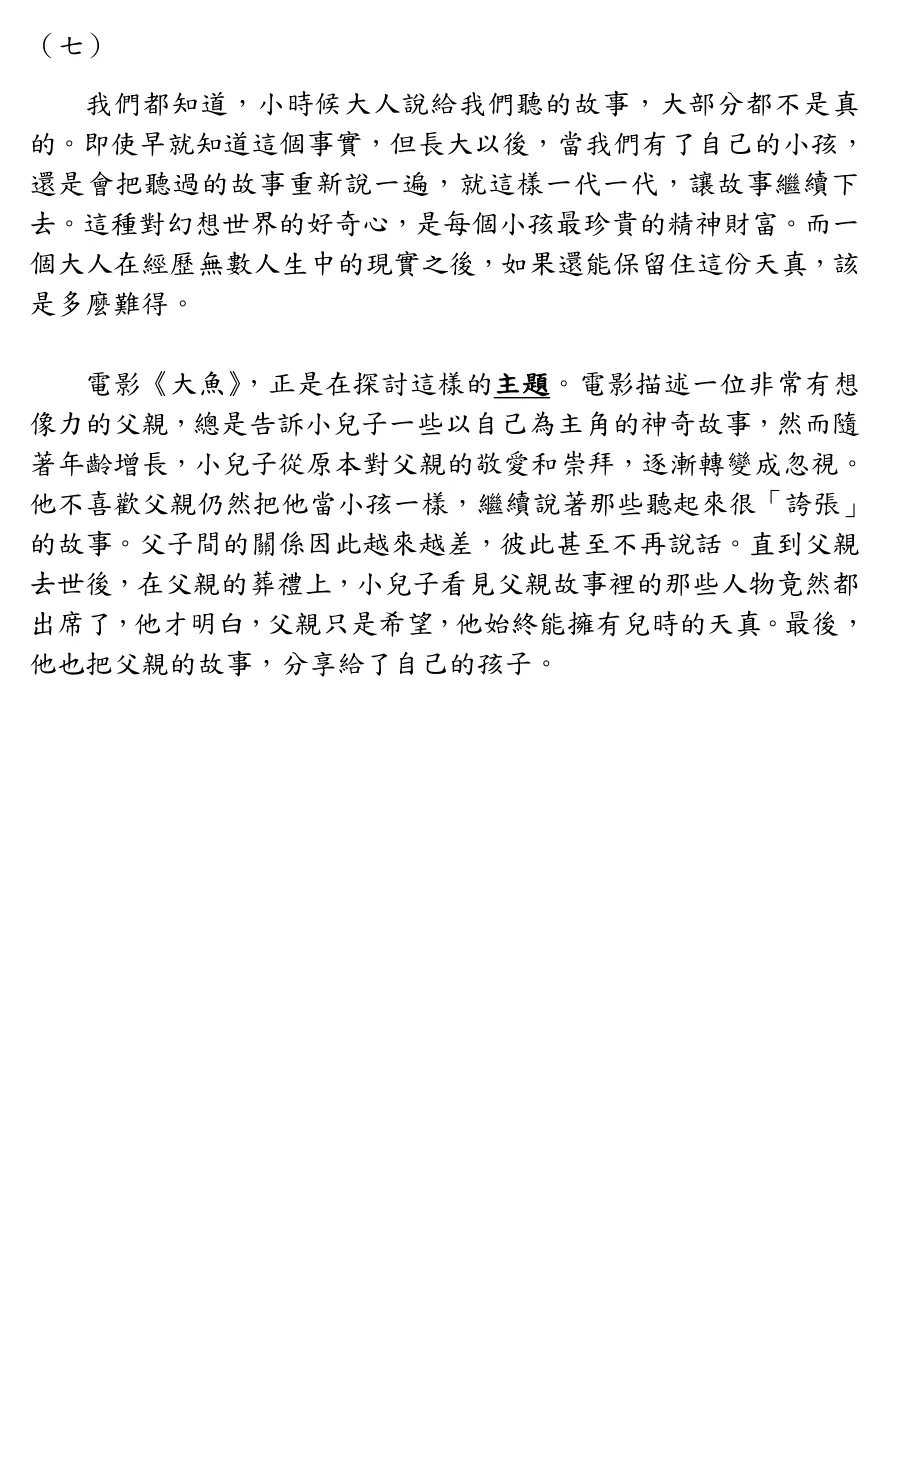 （七）
我們都知道，小時候大人說給我們聽的故事，大部分都不是真
的。即使早就知道這個事實，但長大以後，當我們有了自己的小孩，
還是會把聽過的故事重新說一遍，就這樣一代一代，讓故事繼續下
去。這種對幻想世界的好奇心，是每個小孩最珍貴的精神財富。而一
個大人在經歷無數人生中的現實之後，如果還能保留住這份天真，該
是多麼難得。
電影《大魚》，正是在探討這樣的主題。電影描述一位非常有想
像力的父親，總是告訴小兒子一些以自己為主角的神奇故事，然而隨
著年齡增長，小兒子從原本對父親的敬愛和崇拜，逐漸轉變成忽視。
他不喜歡父親仍然把他當小孩一樣，繼續說著那些聽起來很「誇張」
的故事。父子間的關係因此越來越差，彼此甚至不再說話。直到父親
去世後，在父親的葬禮上，小兒子看見父親故事裡的那些人物竟然都
出席了，他才明白，父親只是希望，他始終能擁有兒時的天真。最後，
他也把父親的故事，分享給了自己的孩子。